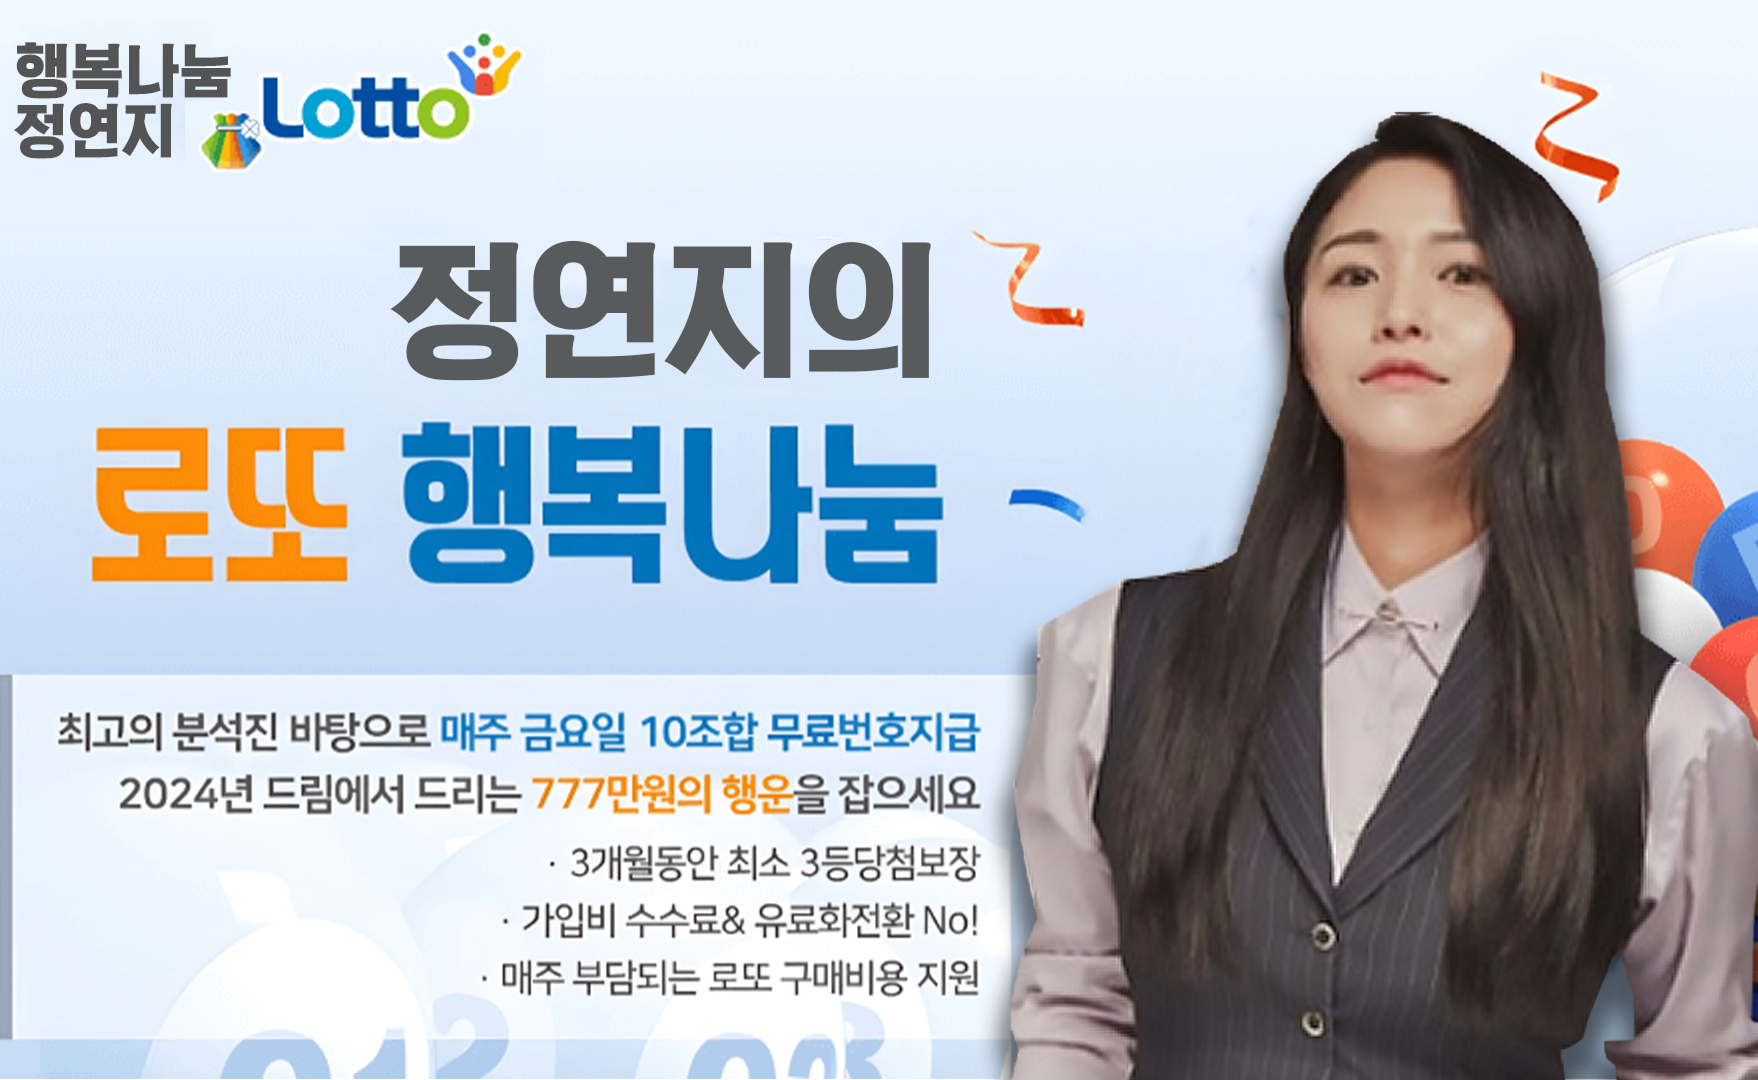 행복나눔
정연지
Lotto
정연지의
로또 행복나눔
최고의 분석진 바탕으로 매주 금요일 10조합 무료번호지급
2024년 드림에서 드리는 777만원의 행운을 잡으세요
· 3개월동안 최소 3등당첨보장
· 가입비 수수료& 유료화전환 No!
· 매주 부담되는 로또 구매비용 지원